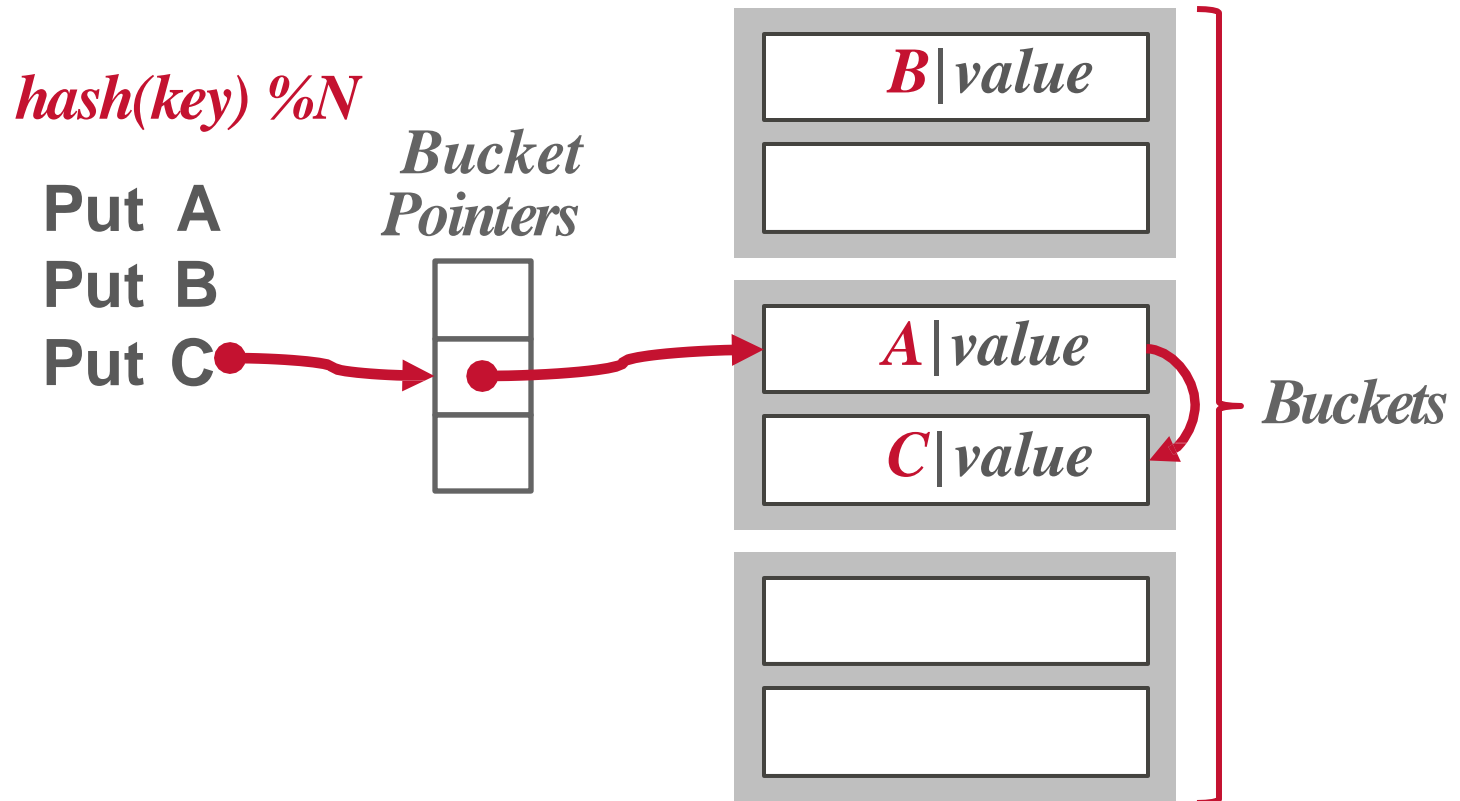 hash(key) %N
Put A
Put B
Put C
Bucket
Pointers
B|value
A|value
C|value
Buckets